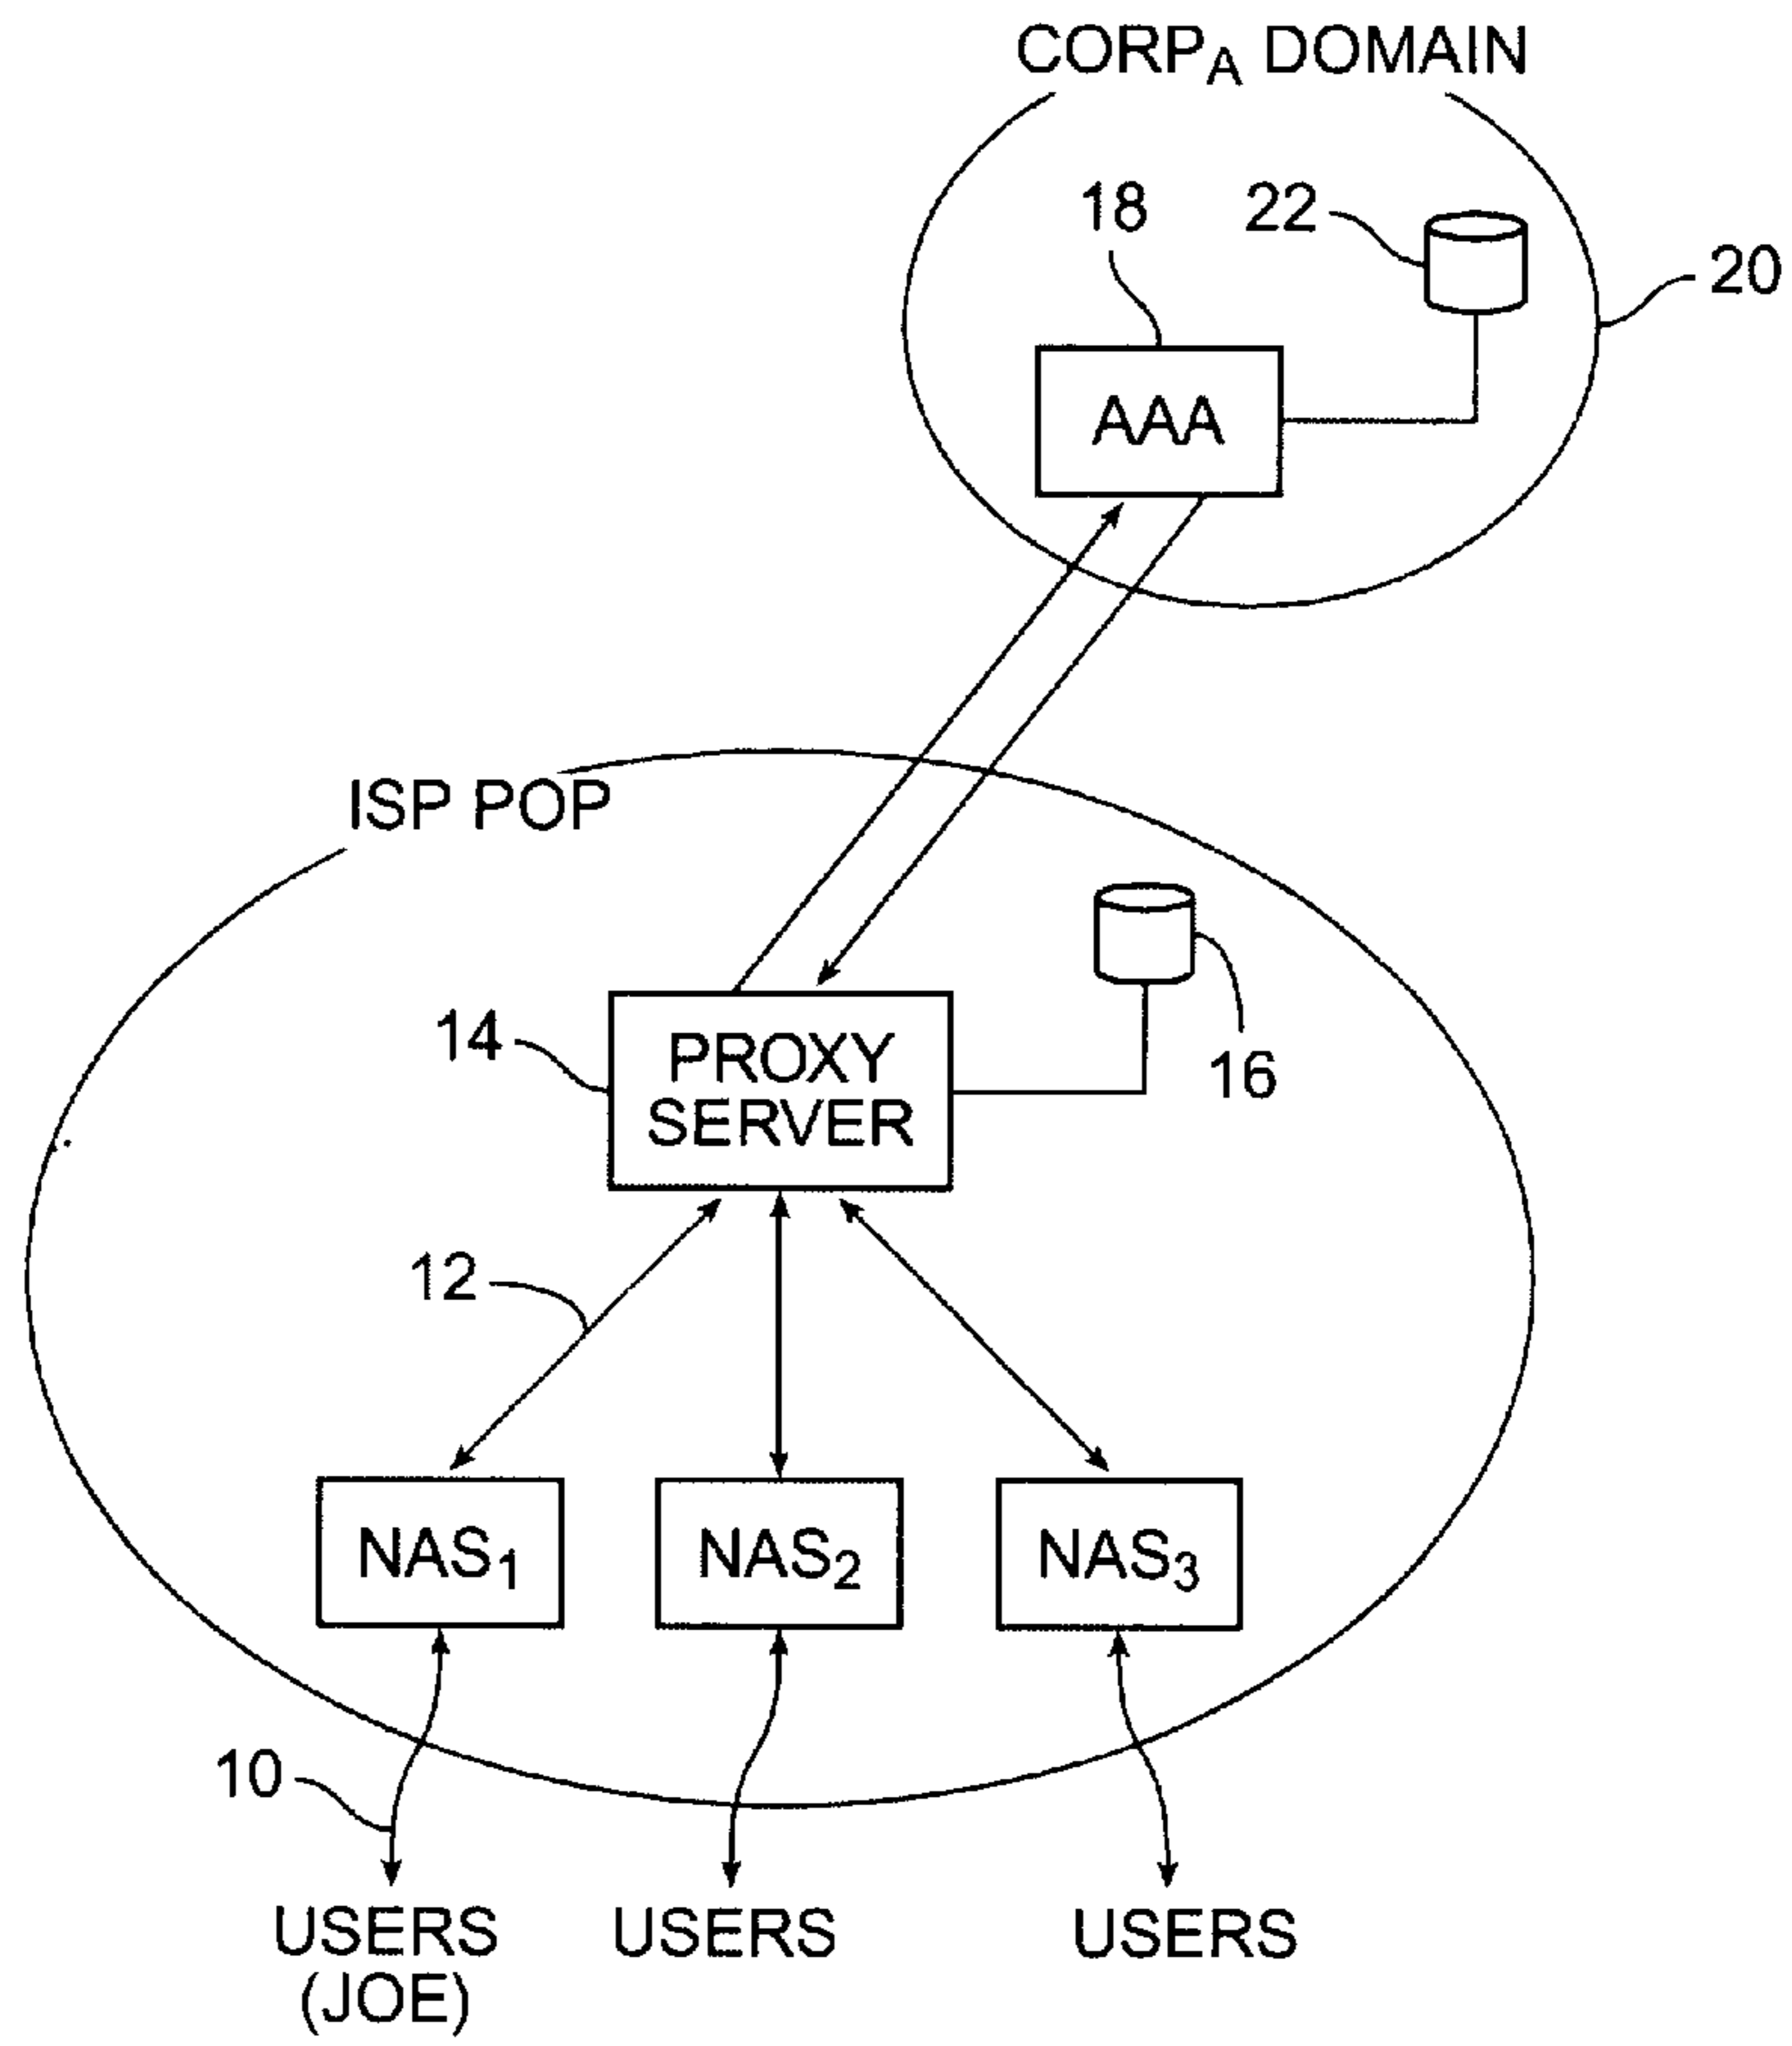 CORPA DOMAIN
18
22
20
AAA
ISP POP
14
PROXY
SERVER
16
12
NAS1
NAS2
NAS3
10
USERS
(JOE)
USERS
USERS